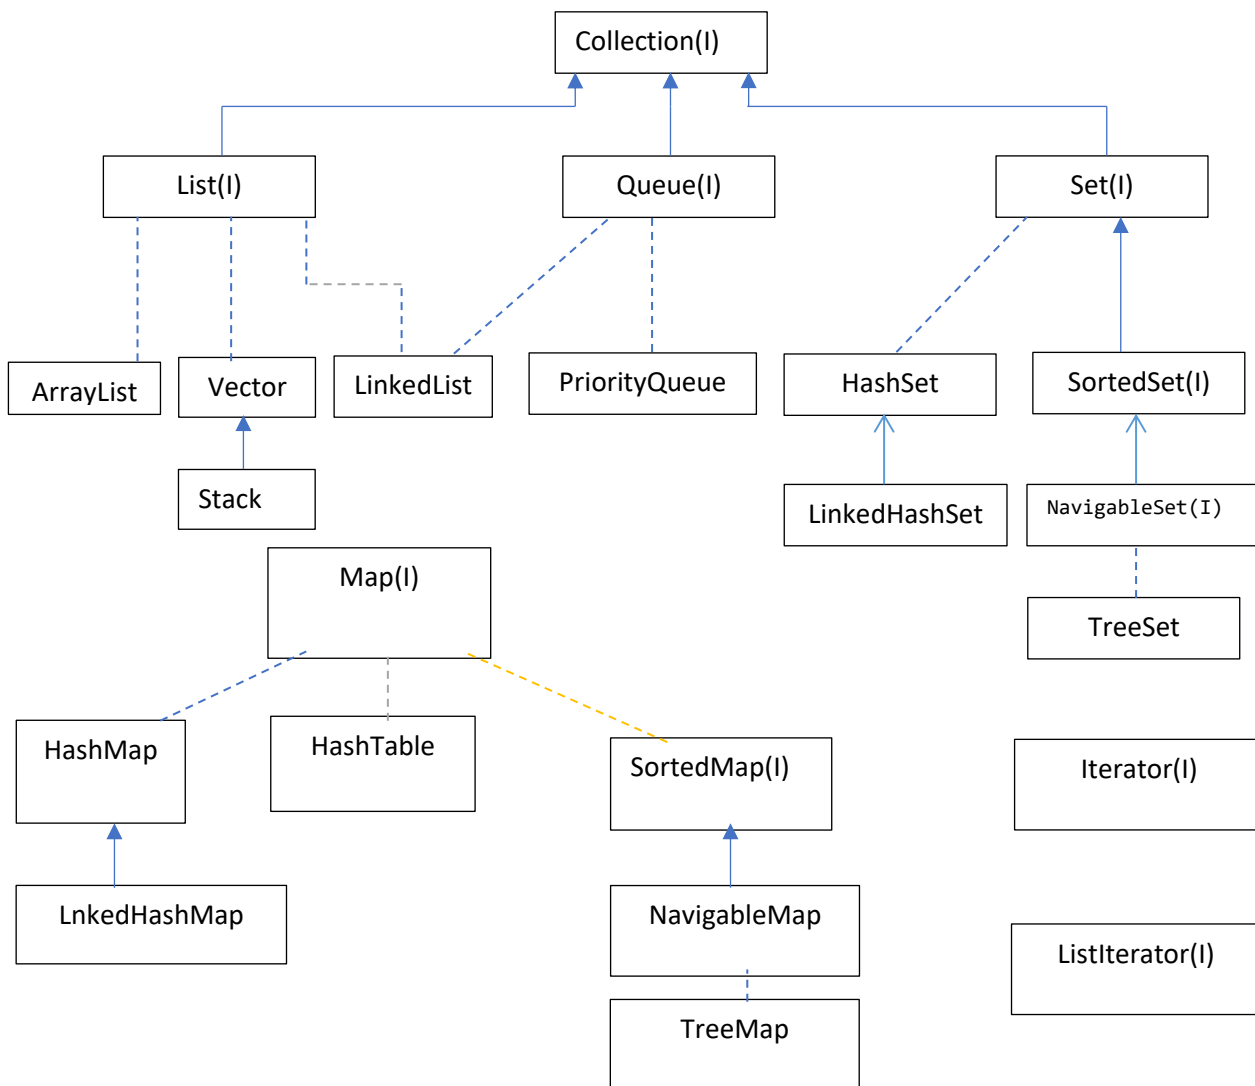 Collection(I)
List(I)
Queue(I)
Set(I)
ArrayList
Vector
LinkedList
PriorityQueue
HashSet
SortedSet(I)
Stack
LinkedHashSet
NavigableSet(I)
Map(I)
TreeSet
HashMap
HashTable
SortedMap(I)
Iterator(I)
LnkedHashMap
NavigableMap
ListIterator(I)
TreeMap